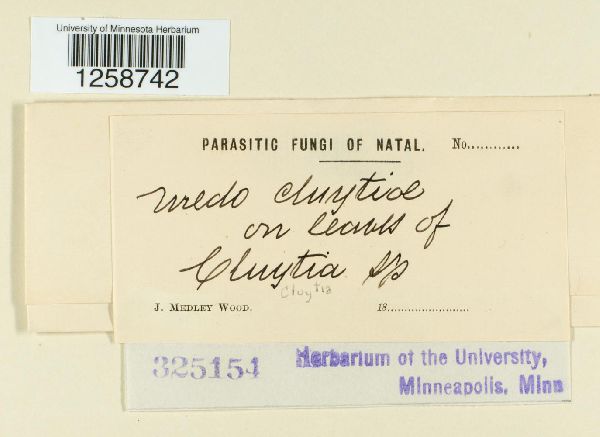 University of Minnesota Herbarium
1258742
PARASITIC FUNGI OF NATAL. No............
uredo cluytiae
on leaves of
Cluytia sp
Cluytia
J. Medley Wood. 18........................
325154 Herbarium of the University,
Minneapolis, Minn